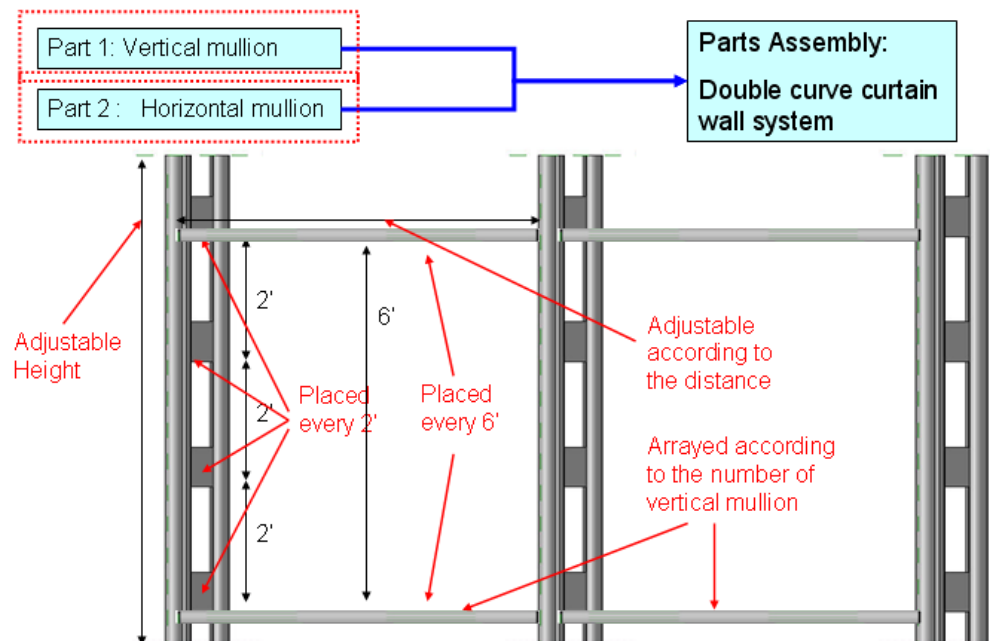 Part 1: Vertical mullion
Part 2 :   Horizontal mullion
Parts Assembly:
Double curve curtain
wall system
Adjustable
Height
2'
2'
2'
6'
Placed
every 2'
Placed
every 6'
Adjustable
according to
the distance
Arrayed according
to the number of
vertical mullion